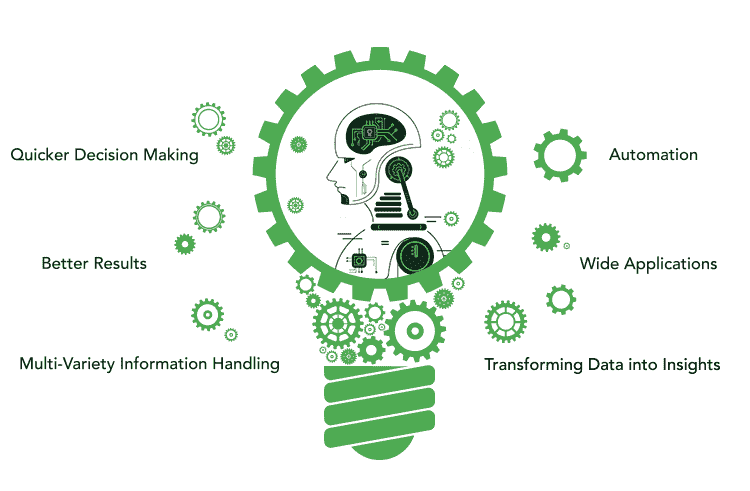 Quicker Decision Making
Automation
Better Results
Wide Applications
Multi-Variety Information Handling
Transforming Data into Insights